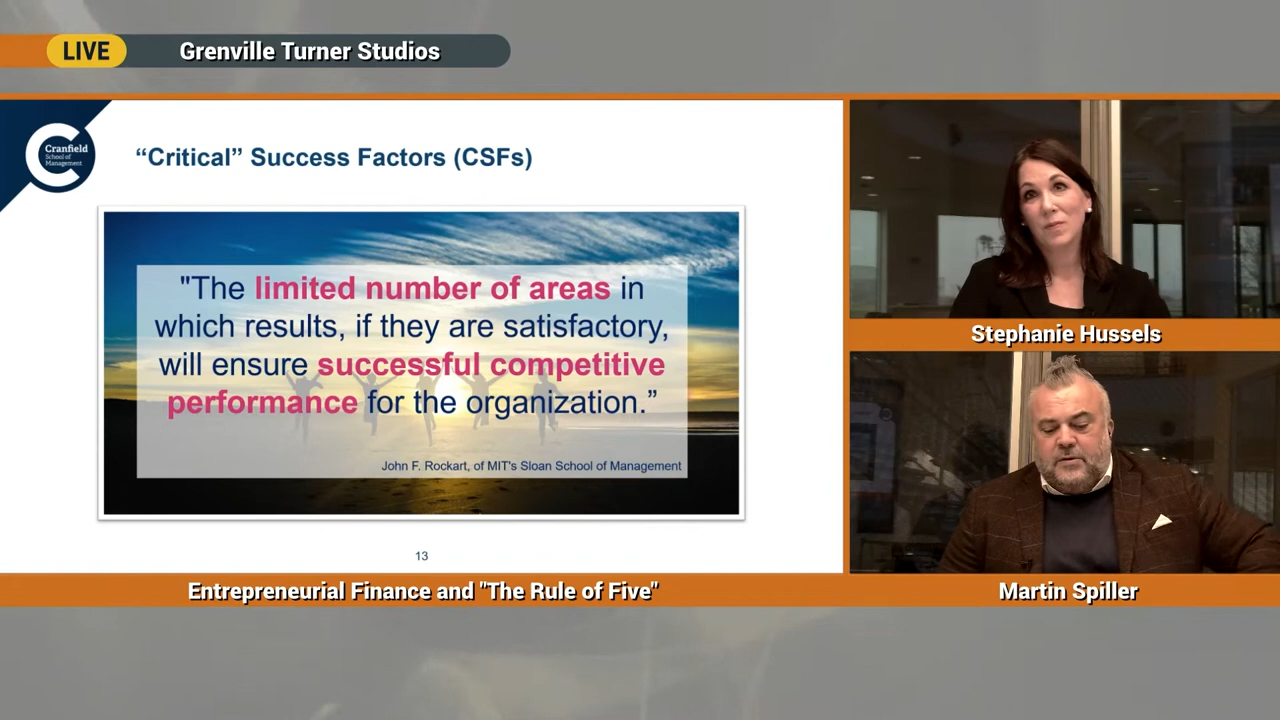 LIVE
Grenville Turner Studios
Cranfield
School of
Management
“Critical” Success Factors (CSFs)
"The limited number of areas in
which results, if they are satisfactory,
will ensure successful competitive
performance for the organization.”
John F. Rockart, of MIT's Sloan School of Management
13
Stephanie Hussels
Entrepreneurial Finance and "The Rule of Five"
Martin Spiller